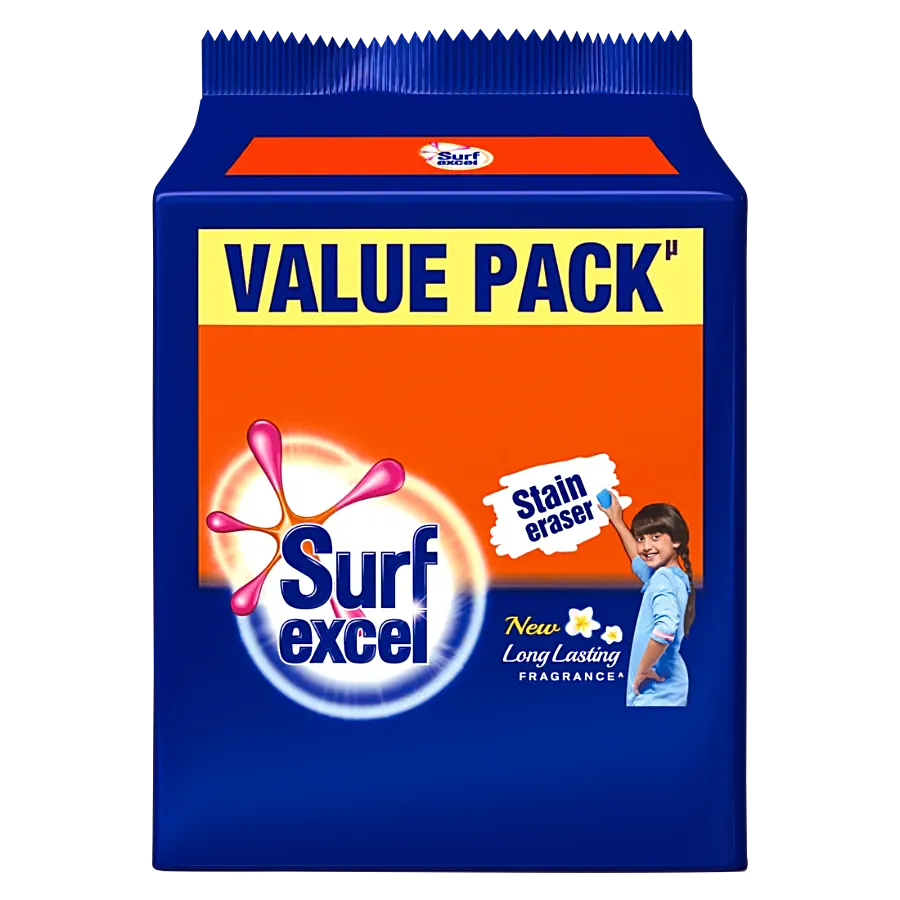 Surf
excel
VALUE PACK^µ
Stain
eraser
Surf
excel
New
Long Lasting
FRAGRANCE^